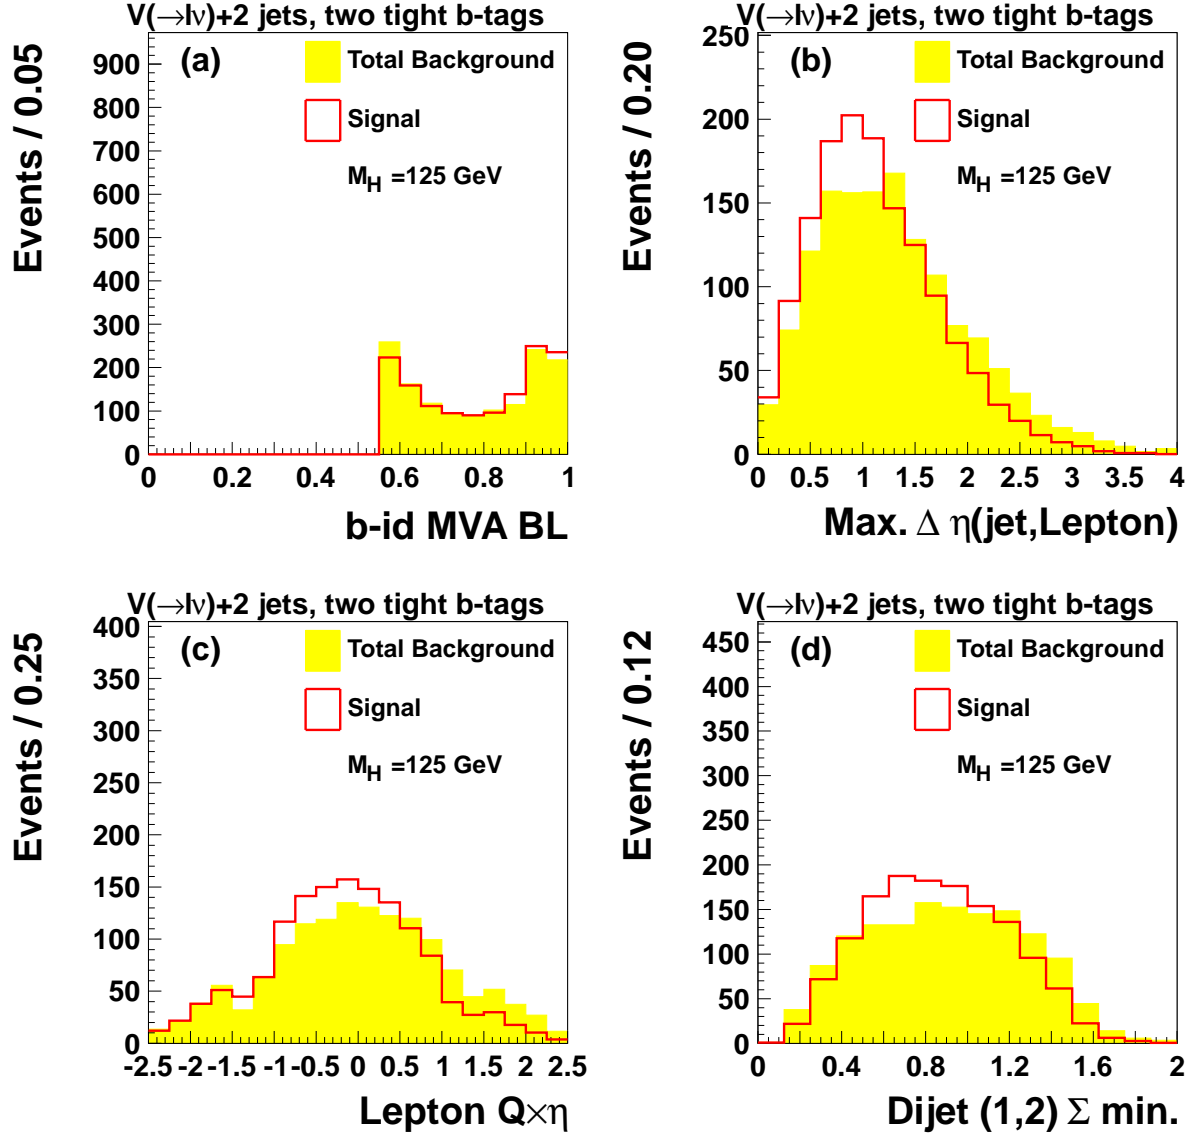 V(→lν)+2 jets, two tight b-tags
(a)
Total Background
Signal
M_H =125 GeV
Events / 0.05
900
800
700
600
500
400
300
200
100
0
0 0.2 0.4 0.6 0.8 1
b-id MVA BL
V(→lν)+2 jets, two tight b-tags
(b)
Total Background
Signal
M_H =125 GeV
Events / 0.20
250
200
150
100
50
0
0 0.5 1 1.5 2 2.5 3 3.5 4
Max. Δ η(jet,Lepton)
V(→lν)+2 jets, two tight b-tags
(c)
Total Background
Signal
M_H =125 GeV
Events / 0.25
400
350
300
250
200
150
100
50
0
-2.5 -2 -1.5 -1 -0.5 0 0.5 1 1.5 2 2.5
Lepton Q×η
V(→lν)+2 jets, two tight b-tags
(d)
Total Background
Signal
M_H =125 GeV
Events / 0.12
450
400
350
300
250
200
150
100
50
0
0 0.4 0.8 1.2 1.6 2
Dijet (1,2) Σ min.